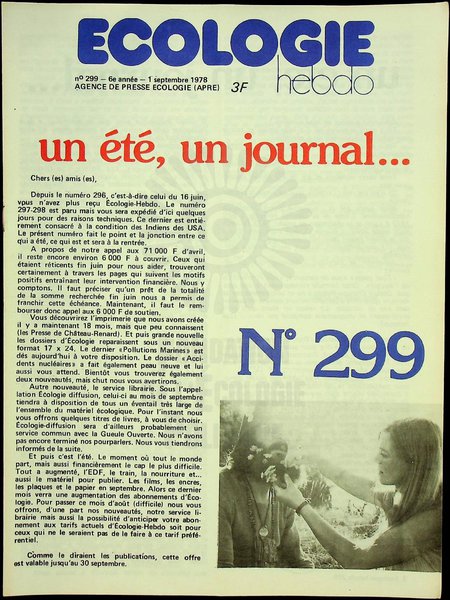 ECOLOGIE
hebdo
nº 299 — 6e année — 1 septembre 1978
AGENCE DE PRESSE ECOLOGIE (APRE)
3F
un été, un journal...
Chers (es) amis (es),
Depuis le numéro 296, c'est-à-dire celui du 16 juin,
vous n'avez plus reçu Écologie-Hebdo. Le numéro
297-298 est paru mais vous sera expédié d'ici quelques
jours pour des raisons techniques. Ce dernier est entiè-
rement consacré à la condition des Indiens des USA.
Le présent numéro fait le point et la jonction entre ce
qui a été, ce qui est et sera à la rentrée.
A propos de notre appel aux 71 000 F d'avril,
il reste encore environ 6 000 F à couvrir. Ceux qui
étaient réticents fin juin pour nous aider, trouveront
certainement à travers les pages qui suivent les motifs
positifs entraînant leur intervention financière. Nous y
comptons. Il faut préciser qu'un prêt de la totalité
de la somme recherchée fin juin nous a permis de
franchir cette échéance. Maintenant, il faut le rem-
bourser donc appel aux 6 000 F de soutien.
Vous découvrirez l'imprimerie que nous avons créée
il y a maintenant 18 mois, mais que peu connaissent
(les Presse de Château-Renard). Et puis grande nouvelle
les dossiers d'Écologie reparaissent sous un nouveau
format 17 x 24. Le dernier «Pollutions Marines» est
dès aujourd'hui à votre disposition. Le dossier «Acci-
dents nucléaires» a fait également peau neuve et lui
aussi vous attend. Bientôt vous trouverez également
deux nouveautés, mais chut nous vous avertirons.
Autre nouveauté, le service librairie. Sous l'appel-
lation Écologie diffusion, celui-ci au mois de septembre
tiendra à disposition de tous un éventail très large de
l'ensemble du matériel écologique. Pour l'instant nous
vous offrons quelques titres de livres, à vous de choisir.
Écologie-diffusion sera d'ailleurs probablement un
service commun avec la Gueule Ouverte. Nous n'avons
pas encore terminé nos pourparlers. Nous vous tiendrons
informés de la suite.
Et puis c'est l'été. Le moment où tout le monde
part, mais aussi financièrement le cap le plus difficile.
Tout a augmenté, l'EDF, le train, la nourriture et...
aussi le matériel pour publier. Les films, les encres,
les plaques et le papier en septembre. Alors ce dernier
mois verra une augmentation des abonnements d'Éco-
logie. Pour passer ce mois d'août (difficile) nous vous
offrons, d'une part nos nouveautés, notre service li-
brairie mais aussi la possibilité d'anticiper votre abon-
nement aux tarifs actuels d'Écologie-Hebdo soit pour
ceux qui ne le seraient pas de la faire à ce tarif préfé-
rentiel.
Comme le diraient les publications, cette offre
est valable jusqu'au 30 septembre.
N° 299